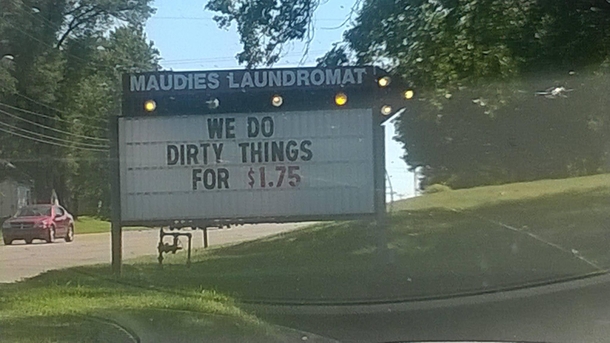 MAUDIES LAUNDROMAT
WE DO
DIRTY THINGS
FOR $1.75